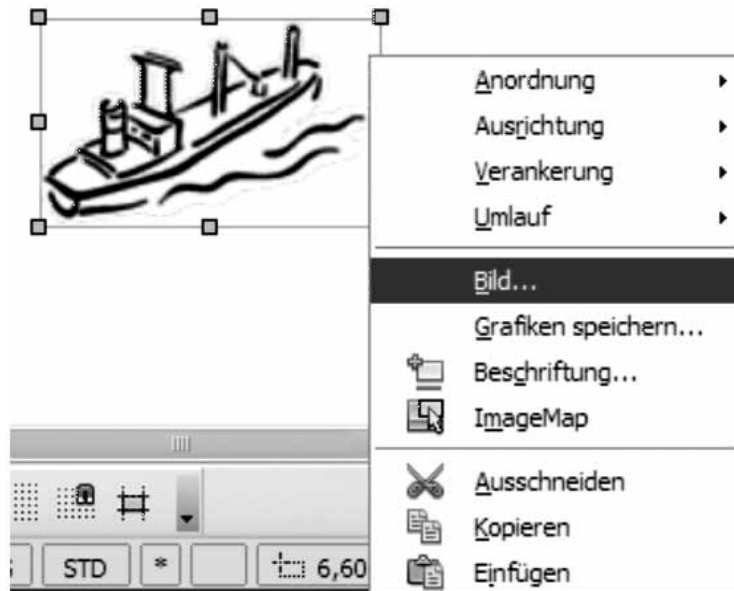 Anordnung
Ausrichtung
Verankerung
Umlauf
Bild...
Grafiken speichern...
Beschriftung...
ImageMap
Ausschneiden
Kopieren
Einfügen
STD * 6,60